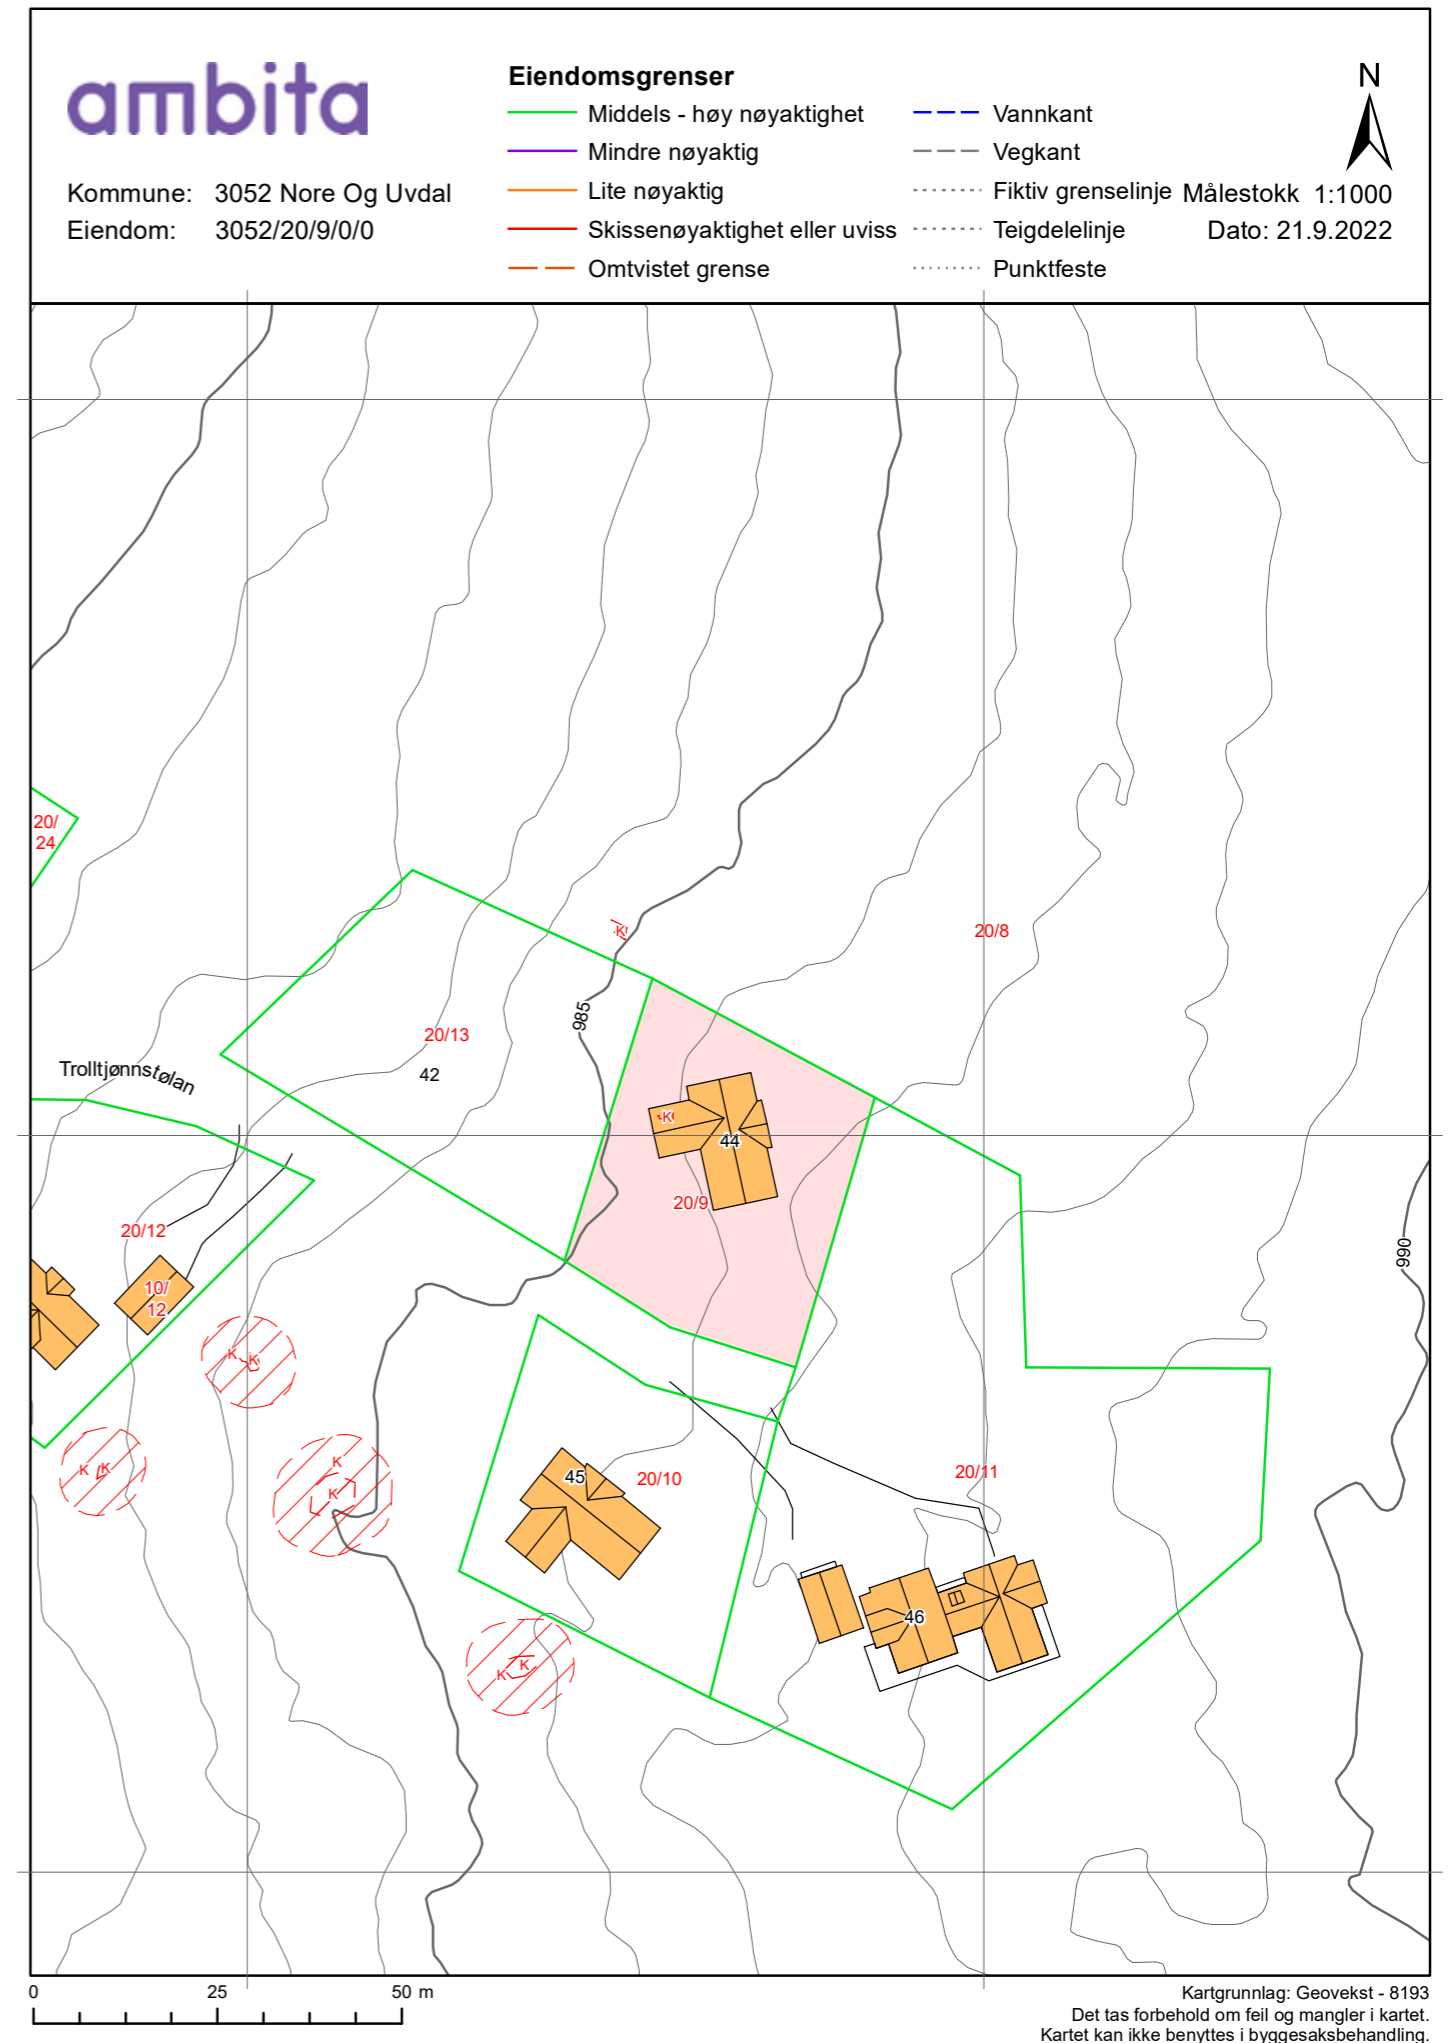 ambita
Kommune: 3052 Nore Og Uvdal
Eiendom: 3052/20/9/0/0
Eiendomsgrenser
Middels - høy nøyaktighet
Mindre nøyaktig
Lite nøyaktig
Skissenøyaktighet eller uviss
Omtvistet grense
Vannkant
Vegkant
Fiktiv grenselinje
Teigdelelinje
Punktfeste
N
Målestokk 1:1000
Dato: 21.9.2022
20/
24
K
20/8
985
20/13
42
Trolltjønnstølan
K
44
20/9
20/12
990
10/
12
K K
K K
K
K
45
20/10
20/11
46
K K
0 25 50 m
Kartgrunnlag: Geovekst - 8193
Det tas forbehold om feil og mangler i kartet.
Kartet kan ikke benyttes i byggesaksbehandling.